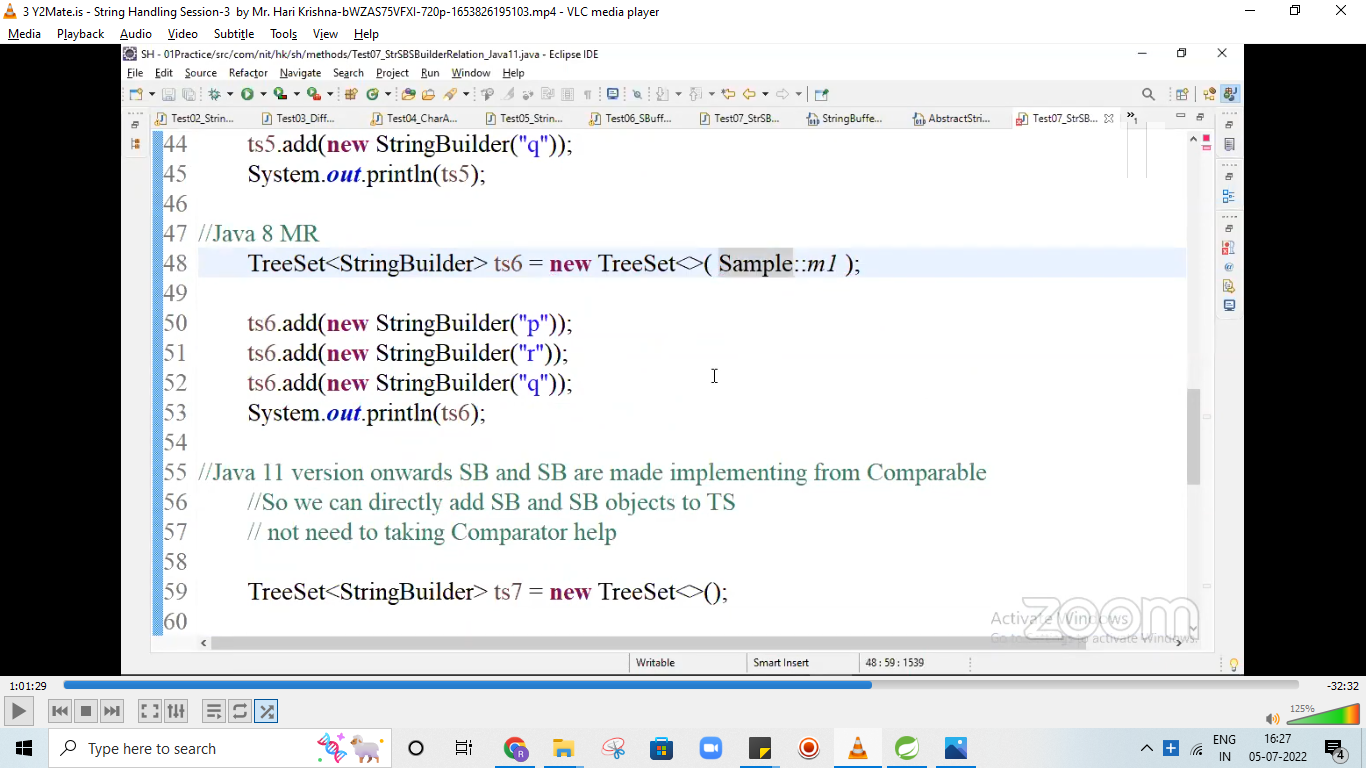 3 Y2Mate.is - String Handling Session-3 by Mr. Hari Krishna-bWZAS75VFXI-720p-1653826195103.mp4 - VLC media player
Media Playback Audio Video Subtitle Tools View Help
SH - 01Practice/src/com/nit/hk/sh/methods/Test07_StrSBSBuilderRelation_Java11.java - Eclipse IDE
File Edit Source Refactor Navigate Search Project Run Window Help
Test02_Strin... Test03_Diff... Test04_CharA... Test05_Strin... Test06_SBuff... Test07_StrSB... StringBuffe... AbstractStri... Test07_StrSB... »1
44 ts5.add(new StringBuilder("q"));
45 System.out.println(ts5);
46
47 //Java 8 MR
48 TreeSet<StringBuilder> ts6 = new TreeSet<>( Sample::m1 );
49
50 ts6.add(new StringBuilder("p"));
51 ts6.add(new StringBuilder("r"));
52 ts6.add(new StringBuilder("q"));
53 System.out.println(ts6);
54
55 //Java 11 version onwards SB and SB are made implementing from Comparable
56 //So we can directly add SB and SB objects to TS
57 // not need to taking Comparator help
58
59 TreeSet<StringBuilder> ts7 = new TreeSet<>();
60
Activate Windows
Go to Settings to activate Windows.
zoom
Writable Smart Insert 48 : 59 : 1539
1:01:29 -32:32
125%
Type here to search
ENG
IN
16:27
05-07-2022
4